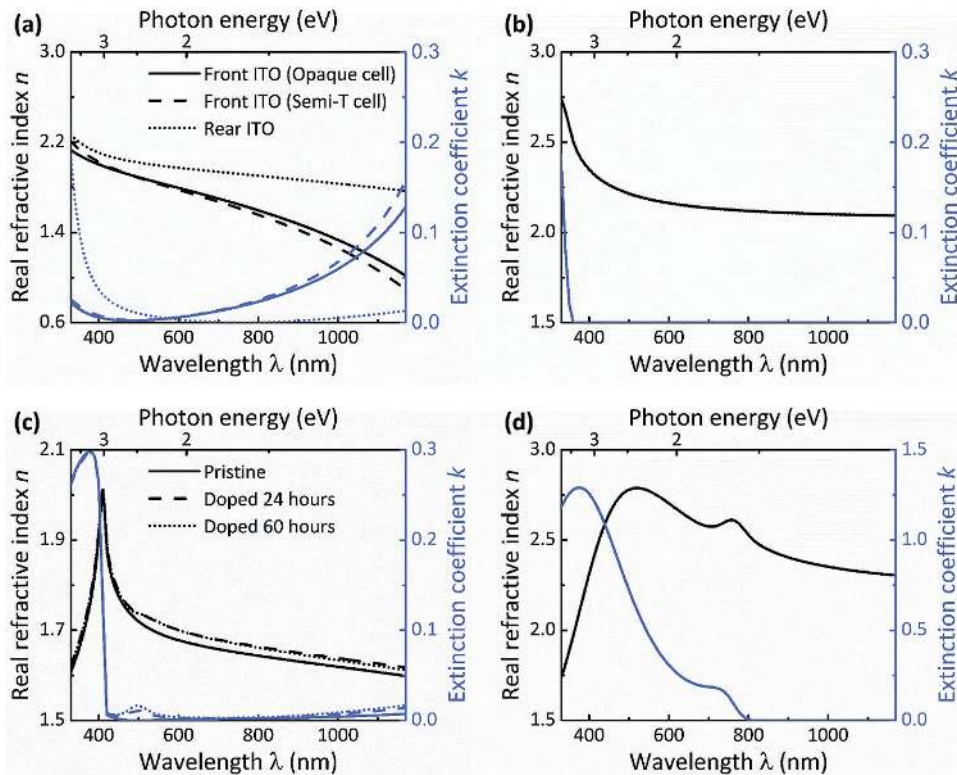 (a)
Photon energy (eV)
3 2
3.0
2.2
1.4
0.6
Real refractive index n
Front ITO (Opaque cell)
Front ITO (Semi-T cell)
Rear ITO
0.3
0.2
0.1
0.0
Extinction coefficient k
400 600 800 1000
Wavelength λ (nm)
(b)
Photon energy (eV)
3 2
3.0
2.5
2.0
1.5
Real refractive index n
0.3
0.2
0.1
0.0
Extinction coefficient k
400 600 800 1000
Wavelength λ (nm)
(c)
Photon energy (eV)
3 2
2.1
1.9
1.7
1.5
Real refractive index n
Pristine
Doped 24 hours
Doped 60 hours
0.3
0.2
0.1
0.0
Extinction coefficient k
400 600 800 1000
Wavelength λ (nm)
(d)
Photon energy (eV)
3 2
3.0
2.5
2.0
1.5
Real refractive index n
1.5
1.0
0.5
0.0
Extinction coefficient k
400 600 800 1000
Wavelength λ (nm)